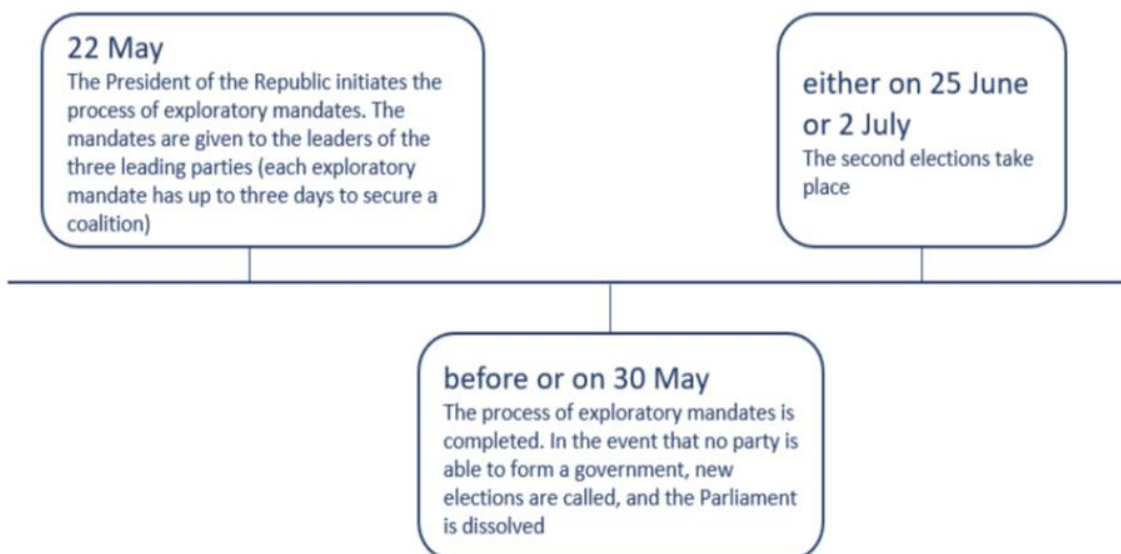 22 May
The President of the Republic initiates the
process of exploratory mandates. The
mandates are given to the leaders of the
three leading parties (each exploratory
mandate has up to three days to secure a
coalition)
either on 25 June
or 2 July
The second elections take
place
before or on 30 May
The process of exploratory mandates is
completed. In the event that no party is
able to form a government, new
elections are called, and the Parliament
is dissolved